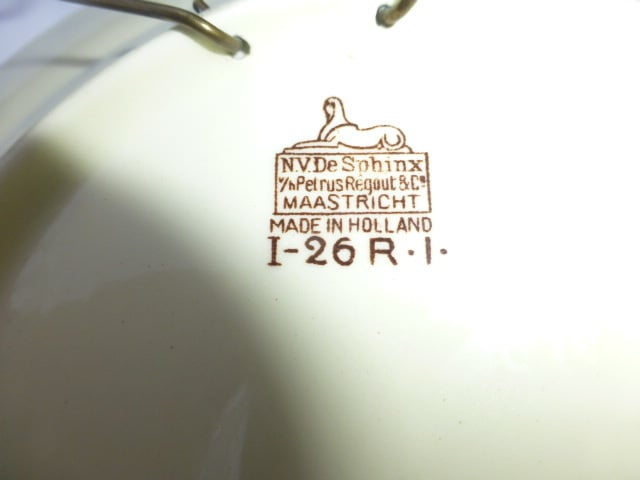 N.V. De Sphinx
v/h Petrus Regout & Co
MAASTRICHT
MADE IN HOLLAND
I-26 R·I·